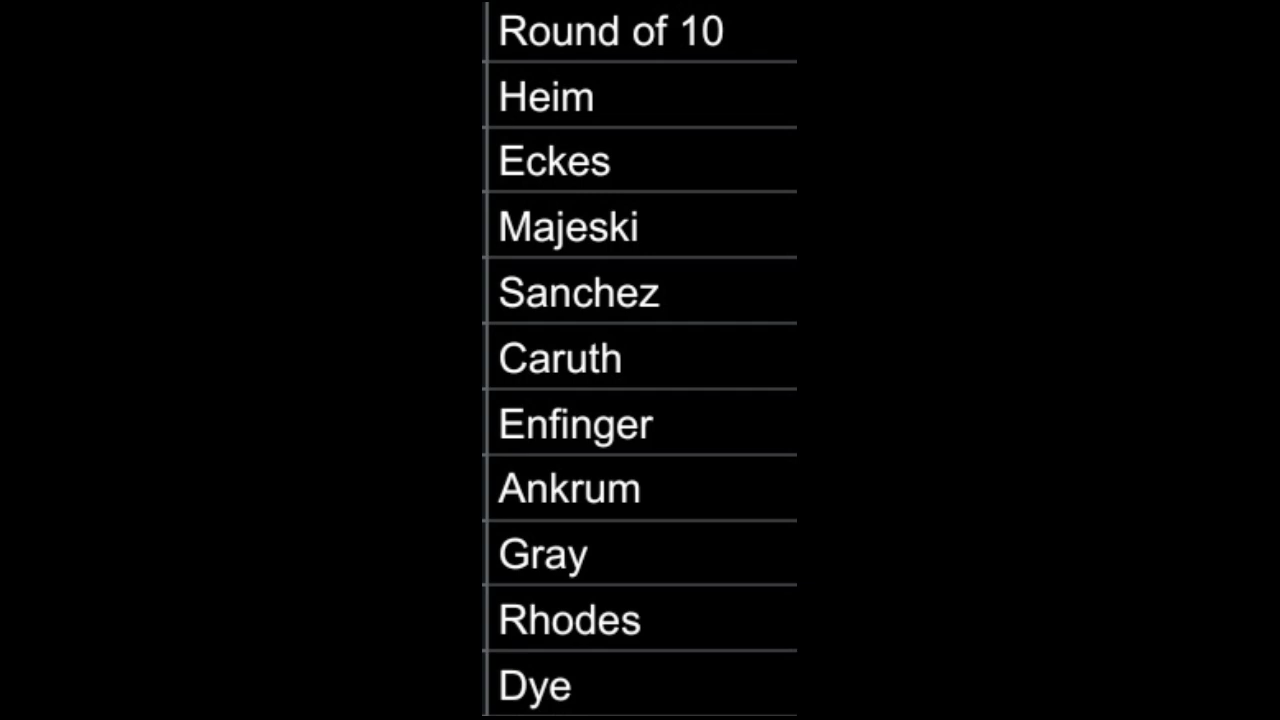 Round of 10
Heim
Eckes
Majeski
Sanchez
Caruth
Enfinger
Ankrum
Gray
Rhodes
Dye